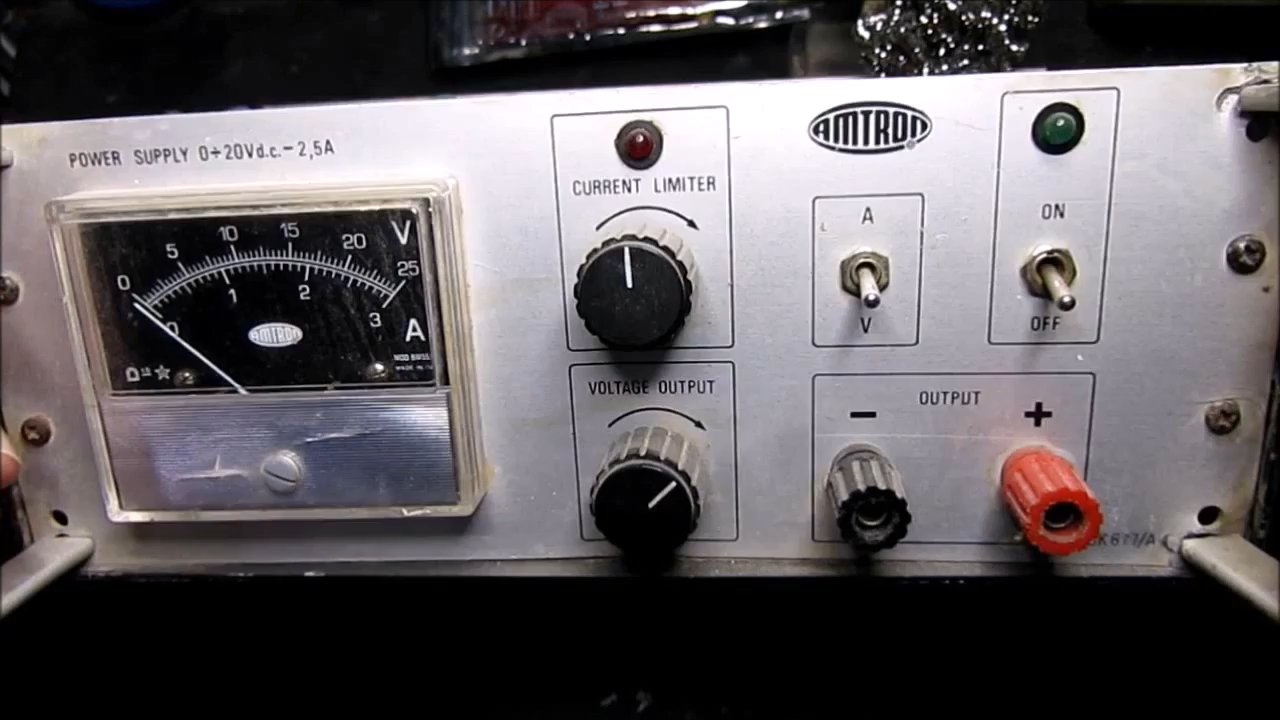 POWER SUPPLY 0÷20Vd.c.-2,5A
0 5 10 15 20 25 V
0 1 2 3 A
AMTRON
CURRENT LIMITER
VOLTAGE OUTPUT
AMTRON
A
V
ON
OFF
OUTPUT
- +